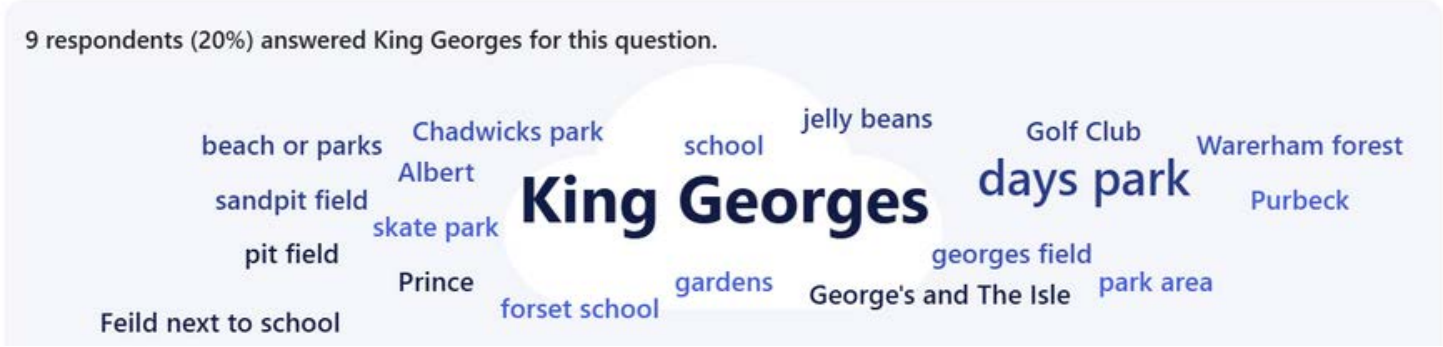 9 respondents (20%) answered King Georges for this question.
jelly beans
Chadwicks park
Golf Club
beach or parks
school
Warerham forest
Albert
days park
sandpit field
King Georges
Purbeck
skate park
pit field
georges field
Prince
gardens
park area
George's and The Isle
forset school
Feild next to school